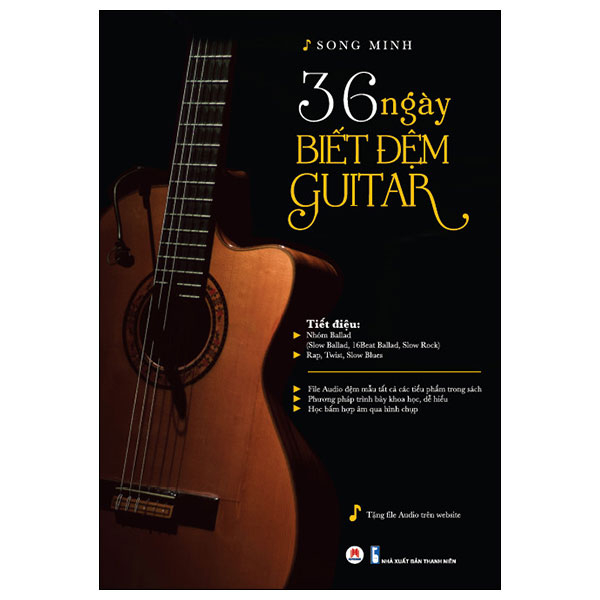 SONG MINH
36 ngày
BIẾT ĐỆM
GUITAR
Tiết điệu:
Nhóm Ballad
(Slow Ballad, 16Beat Ballad, Slow Rock)
Rap, Twist, Slow Blues
File Audio đệm mẫu tất cả các tiểu phẩm trong sách
Phương pháp trình bày khoa học, dễ hiểu
Học bấm hợp âm qua hình chụp
Tặng file Audio trên website
NHÀ XUẤT BẢN THANH NIÊN